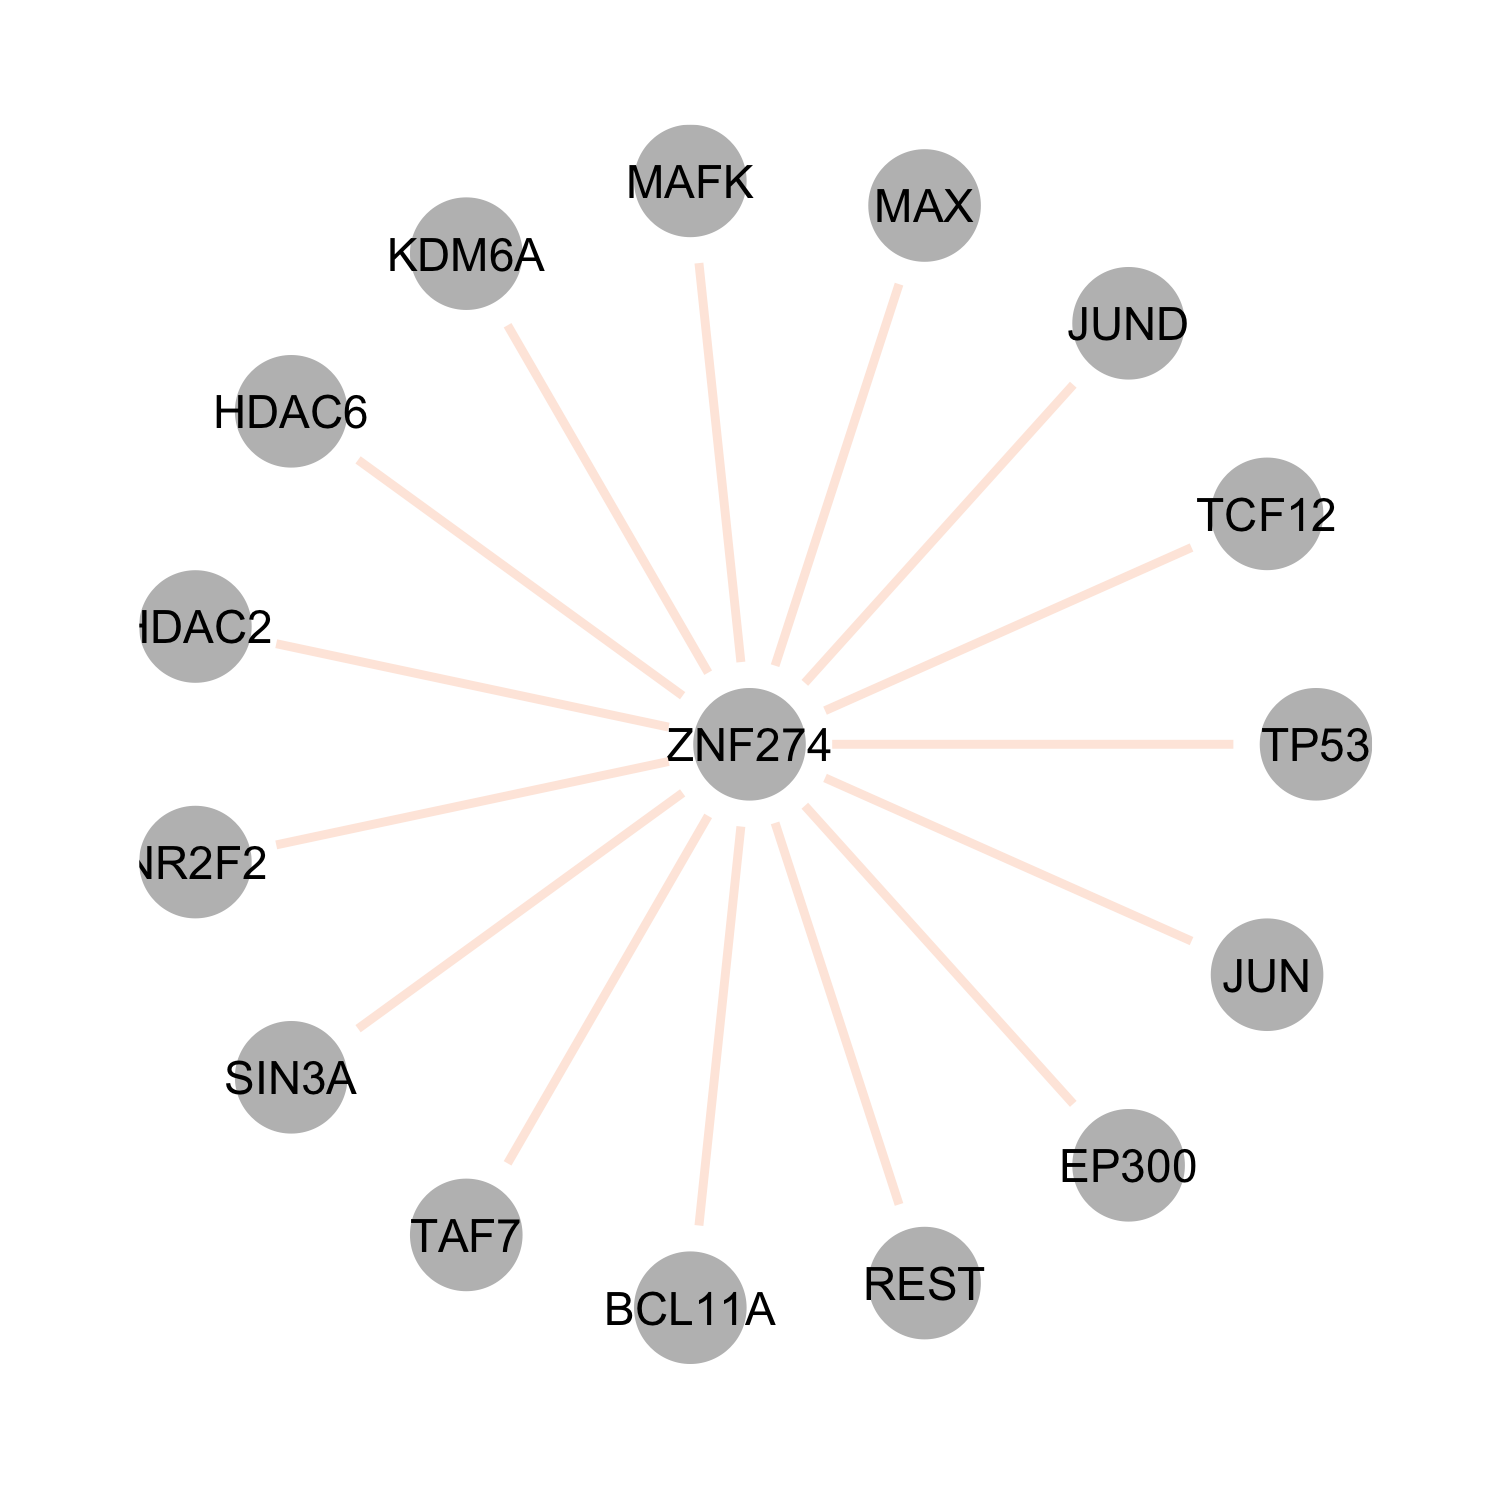 MAFK
MAX
KDM6A
JUND
HDAC6
TCF12
HDAC2
ZNF274
TP53
NR2F2
JUN
SIN3A
EP300
TAF7
REST
BCL11A